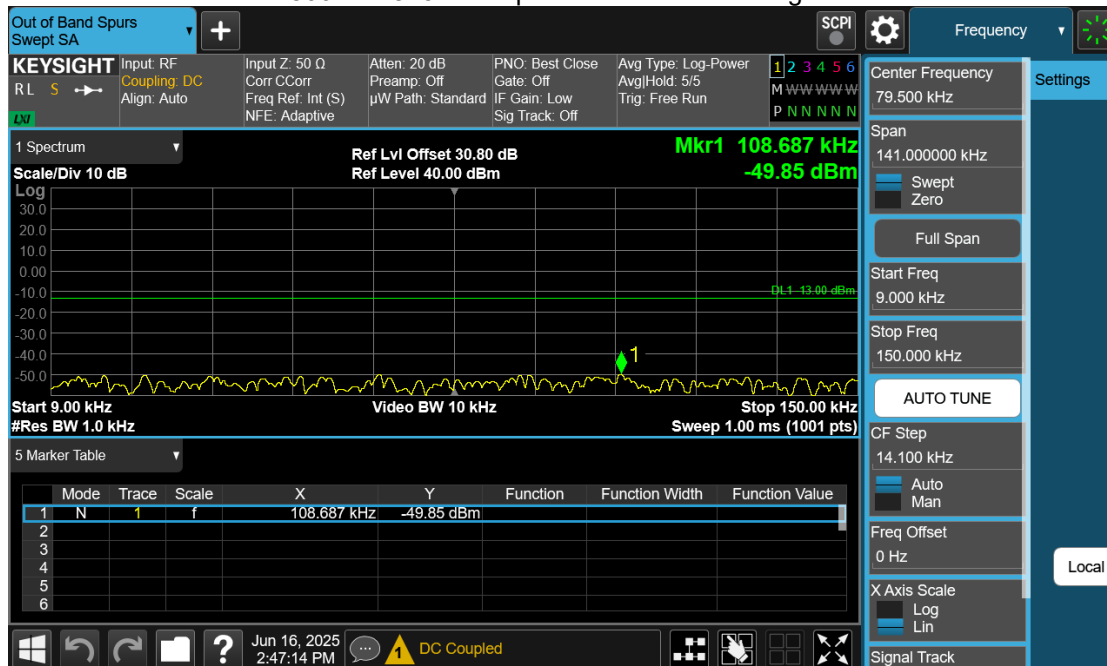 Out of Band Spurs
Swept SA
SCPI
Frequency
KEYSIGHT
RL S
LXI
Input: RF
Coupling: DC
Align: Auto
Input Z: 50 Ω
Corr CCorr
Freq Ref: Int (S)
NFE: Adaptive
Atten: 20 dB
Preamp: Off
µW Path: Standard
PNO: Best Close
Gate: Off
IF Gain: Low
Sig Track: Off
Avg Type: Log-Power
Avg|Hold: 5/5
Trig: Free Run
1 2 3 4 5 6
M W W W W W
P N N N N N
1 Spectrum
Scale/Div 10 dB
Ref Lvl Offset 30.80 dB
Ref Level 40.00 dBm
Mkr1 108.687 kHz
-49.85 dBm
Log
30.0
20.0
10.0
0.00
-10.0
DL1 -13.00 dBm
-20.0
-30.0
-40.0
1
-50.0
Start 9.00 kHz
Video BW 10 kHz
Stop 150.00 kHz
#Res BW 1.0 kHz
Sweep 1.00 ms (1001 pts)
5 Marker Table
Mode Trace Scale X Y Function Function Width Function Value
1 N 1 f 108.687 kHz -49.85 dBm
2
3
4
5
6
Jun 16, 2025
2:47:14 PM
DC Coupled
Center Frequency
79.500 kHz
Span
141.000000 kHz
Swept
Zero
Full Span
Start Freq
9.000 kHz
Stop Freq
150.000 kHz
AUTO TUNE
CF Step
14.100 kHz
Auto
Man
Freq Offset
0 Hz
X Axis Scale
Log
Lin
Signal Track
Settings
Local